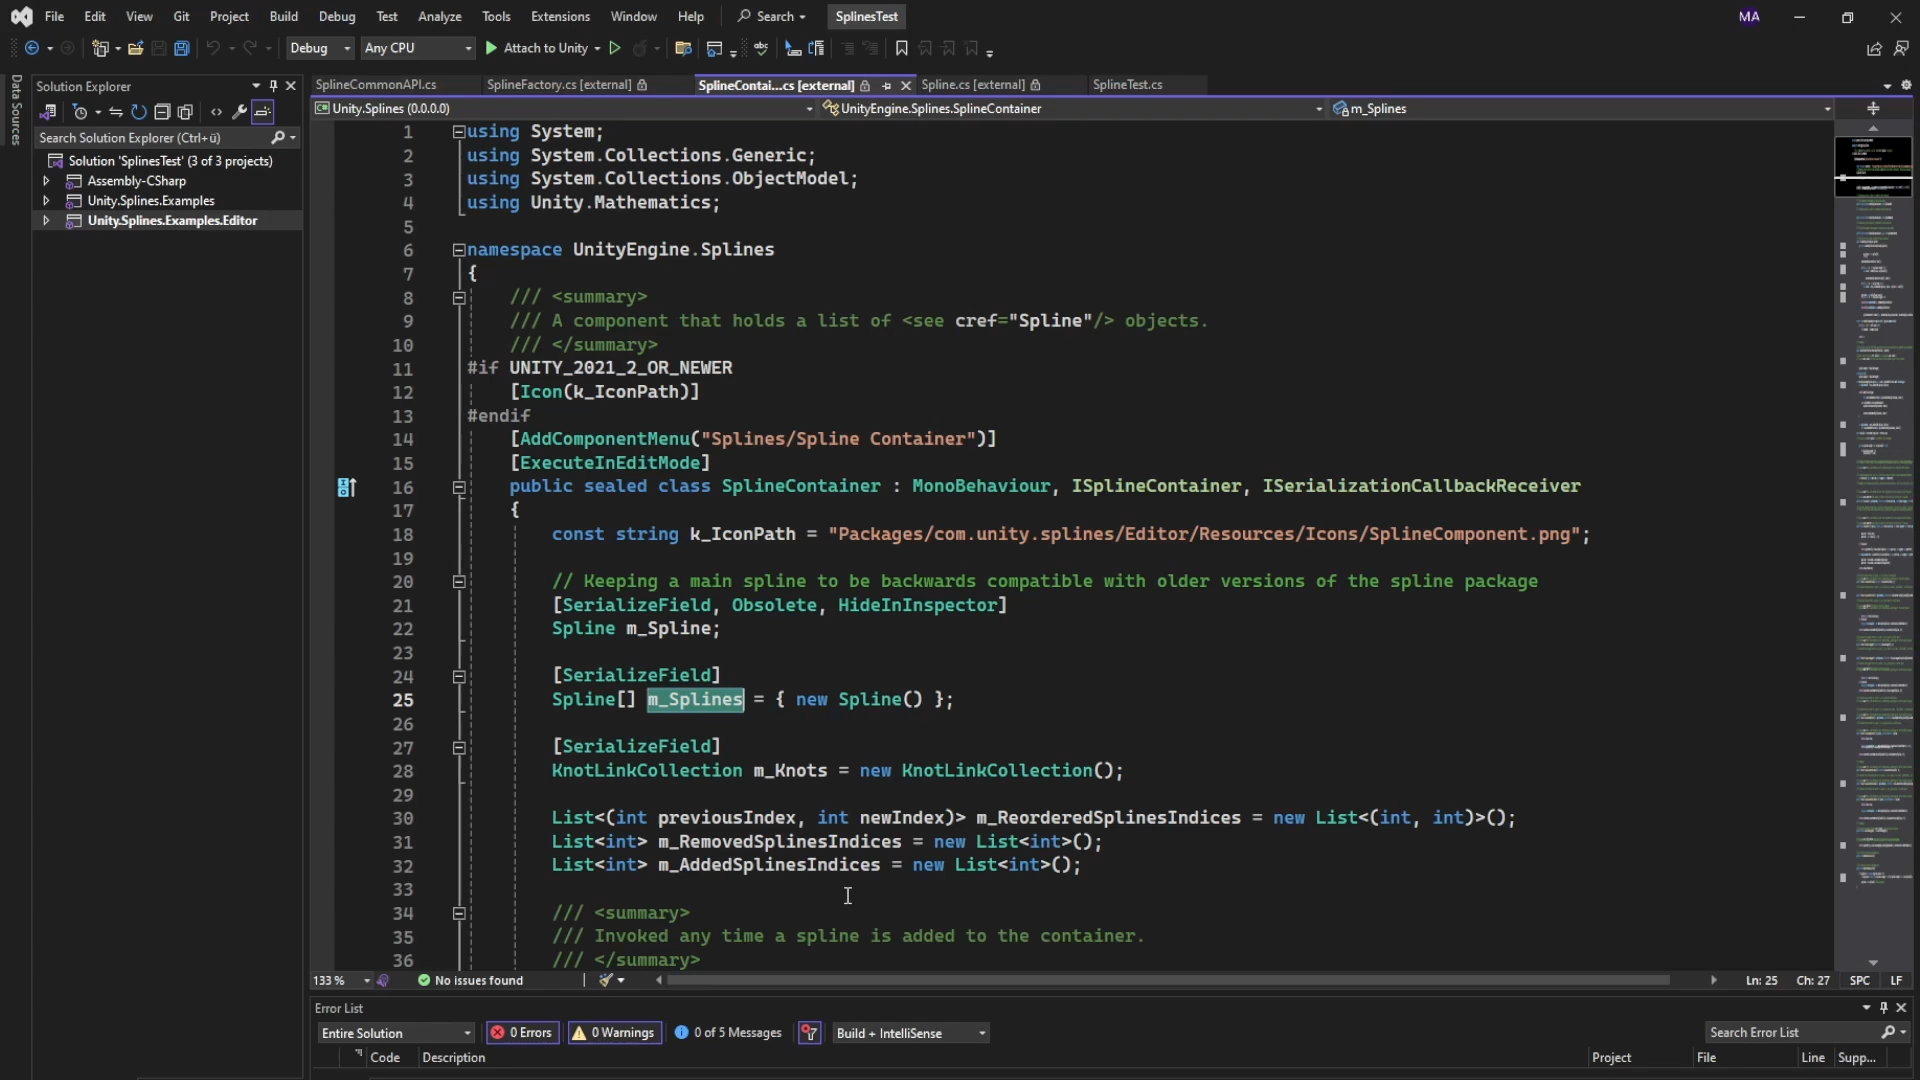 File Edit View Git Project Build Debug Test Analyze Tools Extensions Window Help Search SplinesTest MA
Debug Any CPU Attach to Unity
Data Sources
Solution Explorer
Search Solution Explorer (Ctrl+ü)
Solution 'SplinesTest' (3 of 3 projects)
Assembly-CSharp
Unity.Splines.Examples
Unity.Splines.Examples.Editor
SplineCommonAPI.cs SplineFactory.cs [external] SplineContai...cs [external] Spline.cs [external] SplineTest.cs
Unity.Splines (0.0.0.0) UnityEngine.Splines.SplineContainer m_Splines
1 using System;
2 using System.Collections.Generic;
3 using System.Collections.ObjectModel;
4 using Unity.Mathematics;
5
6 namespace UnityEngine.Splines
7 {
8 /// <summary>
9 /// A component that holds a list of <see cref="Spline"/> objects.
10 /// </summary>
11 #if UNITY_2021_2_OR_NEWER
12 [Icon(k_IconPath)]
13 #endif
14 [AddComponentMenu("Splines/Spline Container")]
15 [ExecuteInEditMode]
16 public sealed class SplineContainer : MonoBehaviour, ISplineContainer, ISerializationCallbackReceiver
17 {
18 const string k_IconPath = "Packages/com.unity.splines/Editor/Resources/Icons/SplineComponent.png";
19
20 // Keeping a main spline to be backwards compatible with older versions of the spline package
21 [SerializeField, Obsolete, HideInInspector]
22 Spline m_Spline;
23
24 [SerializeField]
25 Spline[] m_Splines = { new Spline() };
26
27 [SerializeField]
28 KnotLinkCollection m_Knots = new KnotLinkCollection();
29
30 List<(int previousIndex, int newIndex)> m_ReorderedSplinesIndices = new List<(int, int)>();
31 List<int> m_RemovedSplinesIndices = new List<int>();
32 List<int> m_AddedSplinesIndices = new List<int>();
33
34 /// <summary>
35 /// Invoked any time a spline is added to the container.
36 /// </summary>
133 % No issues found Ln: 25 Ch: 27 SPC LF
Error List
Entire Solution 0 Errors 0 Warnings 0 of 5 Messages Build + IntelliSense Search Error List
Code Description Project File Line Supp...